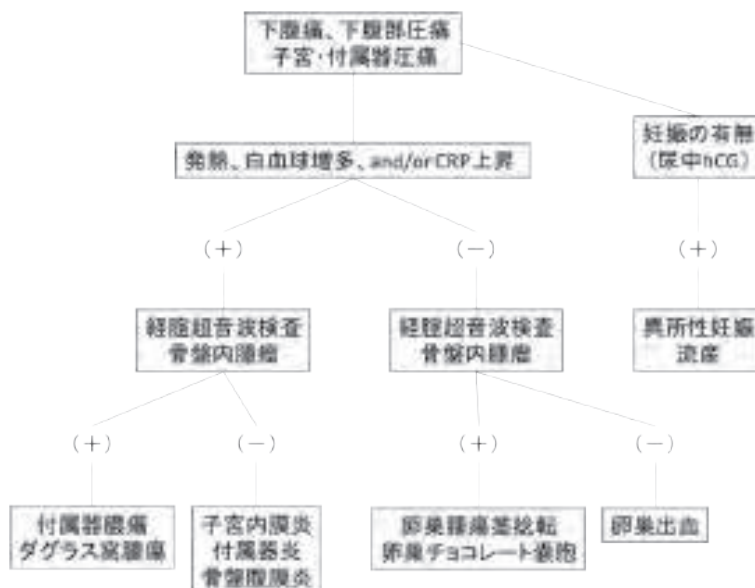 下腹痛、下腹部圧痛
子宮・付属器圧痛
妊娠の有無
(尿中hCG)
発熱、白血球増多、and/orCRP上昇
(+)
(-)
(+)
経腟超音波検査
骨盤内腫瘤
経腟超音波検査
骨盤内腫瘤
異所性妊娠
流産
(+)
(-)
(+)
(-)
付属器膿瘍
ダグラス窩膿瘍
子宮内膜炎
付属器炎
骨盤腹膜炎
卵巣腫瘍茎捻転
卵巣チョコレート嚢胞
卵巣出血